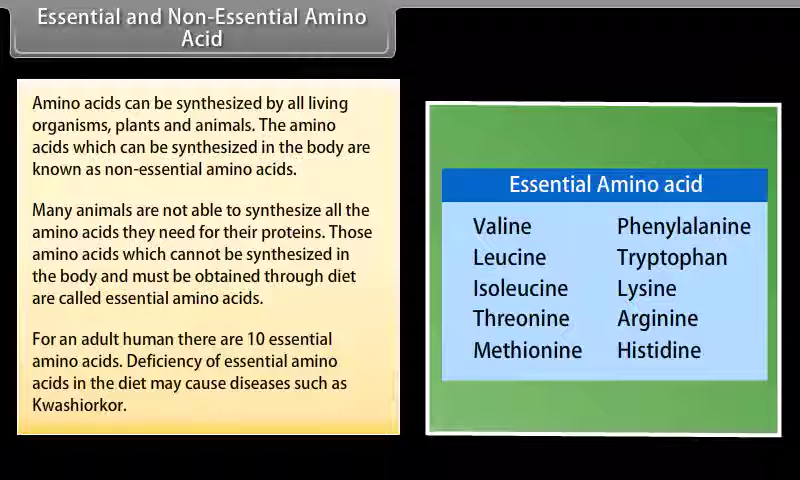 Essential and Non-Essential Amino
Acid
Amino acids can be synthesized by all living
organisms, plants and animals. The amino
acids which can be synthesized in the body are
known as non-essential amino acids.
Many animals are not able to synthesize all the
amino acids they need for their proteins. Those
amino acids which cannot be synthesized in
the body and must be obtained through diet
are called essential amino acids.
For an adult human there are 10 essential
amino acids. Deficiency of essential amino
acids in the diet may cause diseases such as
Kwashiorkor.
Essential Amino acid
Valine Phenylalanine
Leucine Tryptophan
Isoleucine Lysine
Threonine Arginine
Methionine Histidine